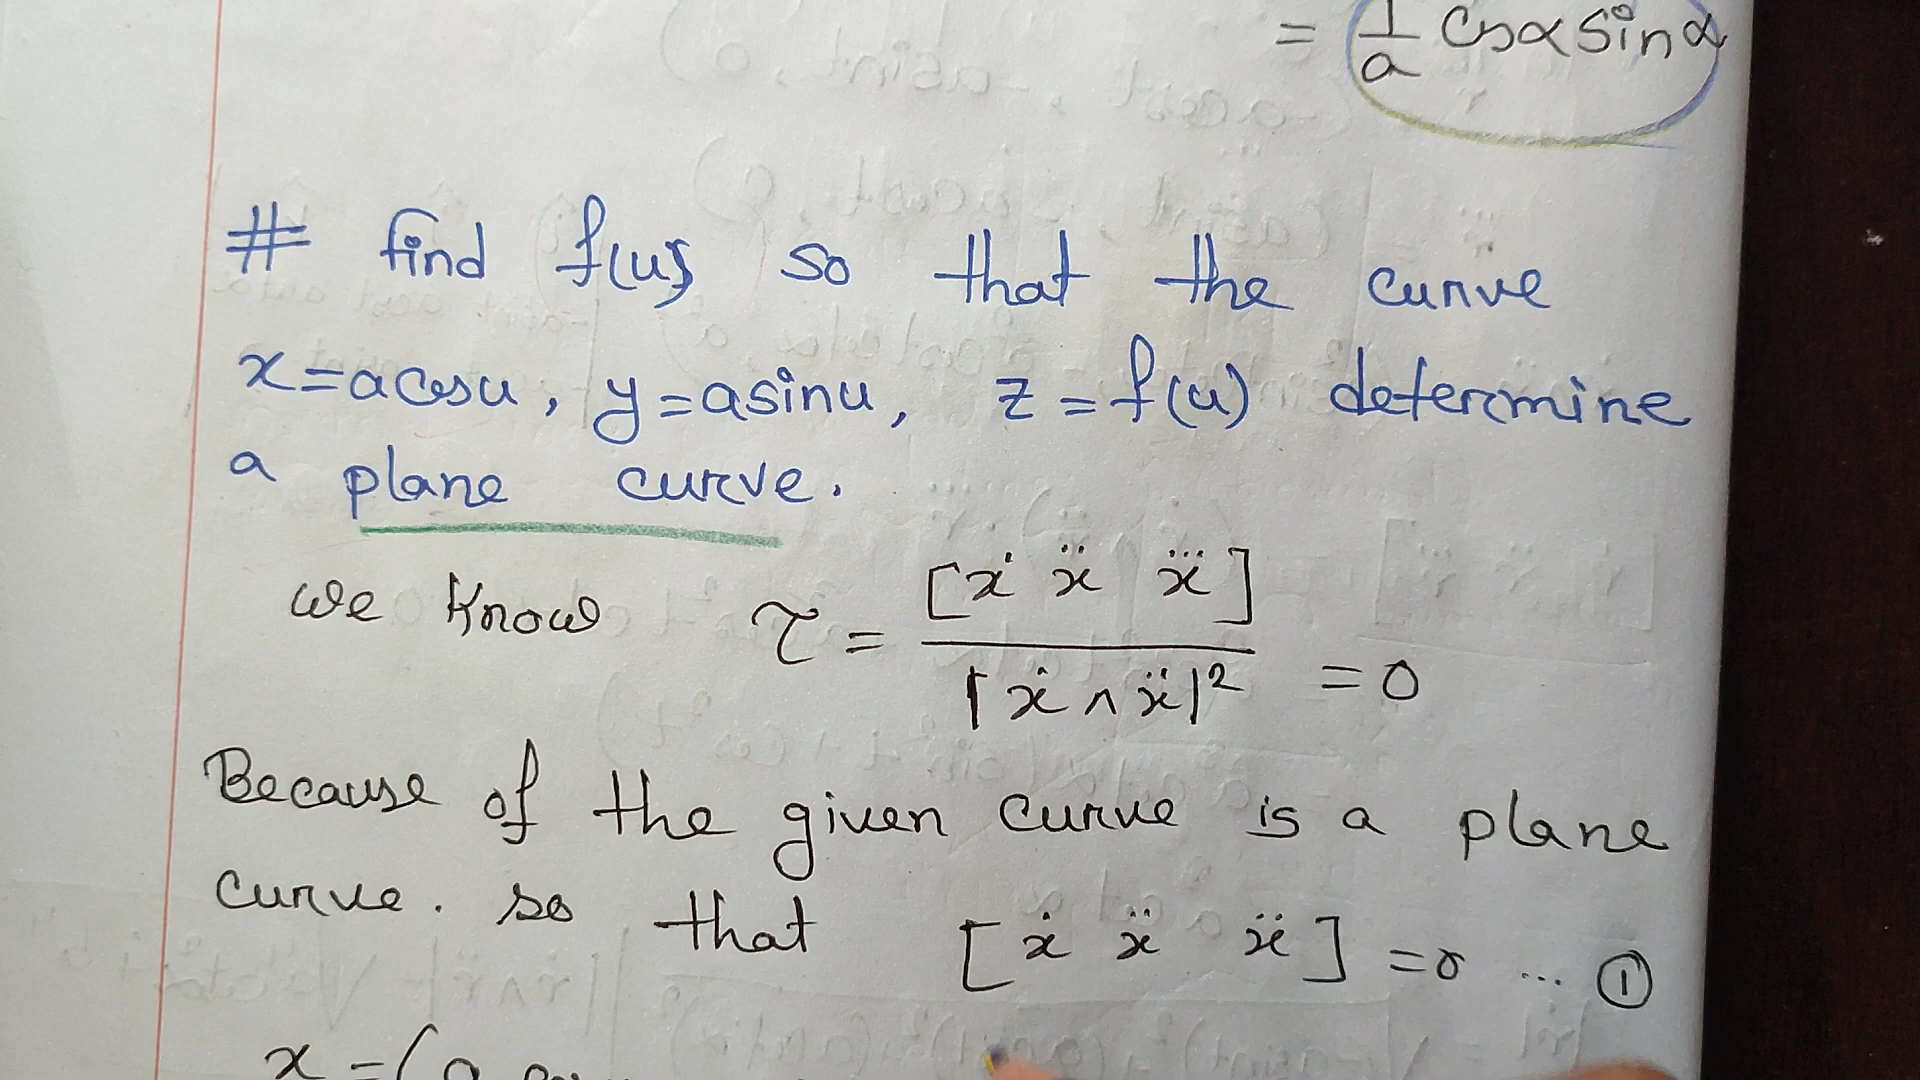 = 1/a Cosα sinα
# find f(u) so that the curve
x=acosu, y=asinu, z=f(u) determine
a plane curve.
we know τ = [ẋ ẍ x⃛] / |ẋ ∧ ẍ|² = 0
Because of the given curve is a plane
curve. so that [ẋ ẍ ẍ] = 0 ... ①
x = (a